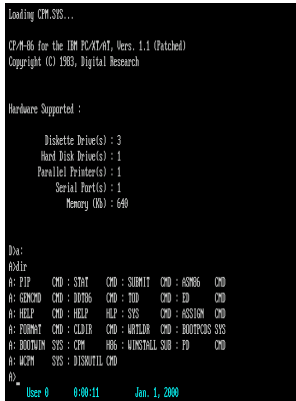 Loading CPM.SYS...
CP/M-86 for the IBM PC/XT/AT, Vers. 1.1 (Patched)
Copyright (C) 1983, Digital Research
Hardware Supported :
Diskette Drive(s) : 3
Hard Disk Drive(s) : 1
Parallel Printer(s) : 1
Serial Port(s) : 1
Memory (Kb) : 640
D>a:
A>dir
A: PIP CMD : STAT CMD : SUBMIT CMD : ASM86 CMD
A: GENCMD CMD : DDT86 CMD : TOD CMD : ED CMD
A: HELP CMD : HELP HLP : SYS CMD : ASSIGN CMD
A: FORMAT CMD : CLDIR CMD : WRTLDR CMD : BOOTPCDS SYS
A: BOOTWIN SYS : CPM H86 : WINSTALL SUB : PD CMD
A: WCPM SYS : DISKUTIL CMD
A>_
User 0 0:00:11 Jan. 1, 2000